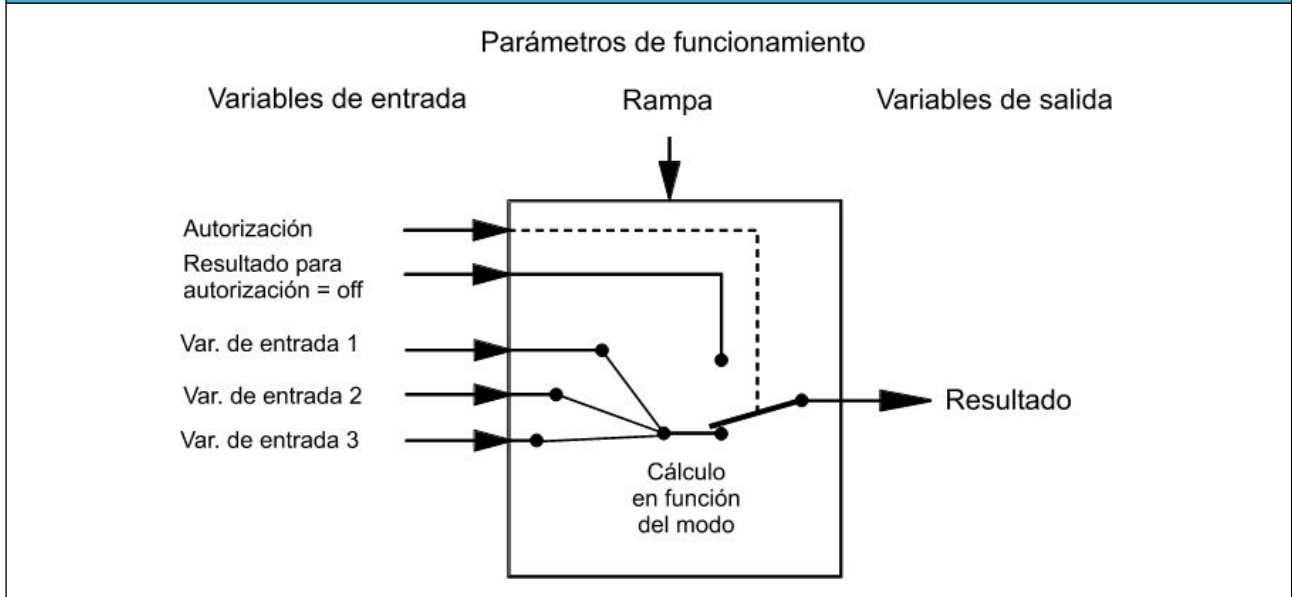 Parámetros de funcionamiento
Variables de entrada
Rampa
Variables de salida
Autorización
Resultado para
autorización = off
Var. de entrada 1
Var. de entrada 2
Var. de entrada 3
Resultado
Cálculo
en función
del modo